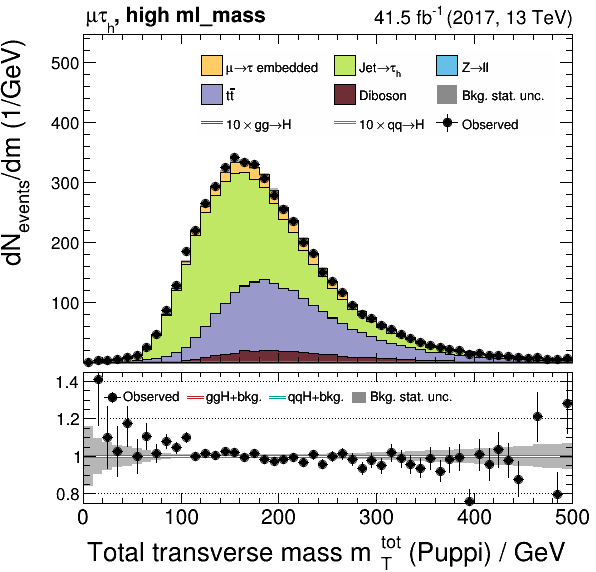 μτh, high ml_mass 41.5 fb-1 (2017, 13 TeV)
dNevents/dm (1/GeV)
500
400
300
200
100
μ→τ embedded Jet→τh Z→ll
tt̄ Diboson Bkg. stat. unc.
10 × gg→H 10 × qq→H Observed
1.4
1.2
1
0.8
Observed ggH+bkg. qqH+bkg. Bkg. stat. unc.
0 100 200 300 400 500
Total transverse mass m T tot (Puppi) / GeV